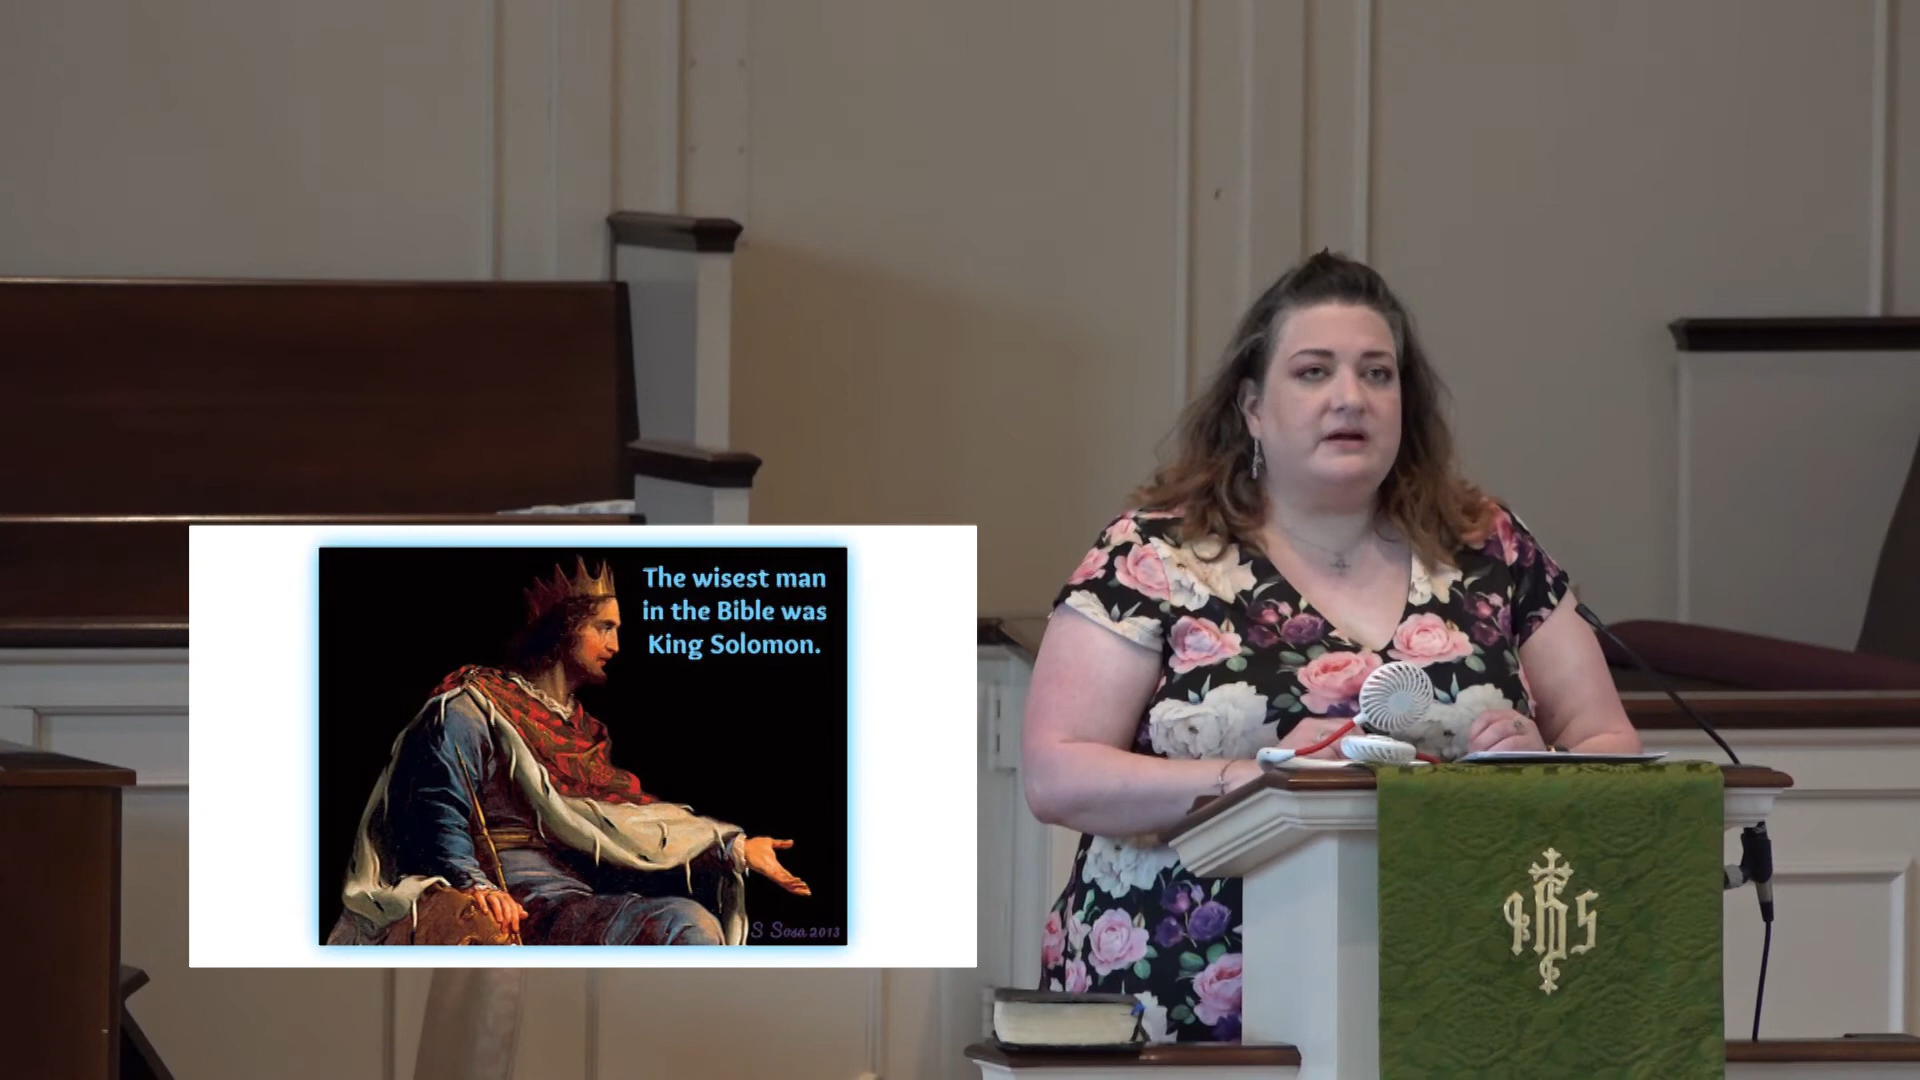 The wisest man
in the Bible was
King Solomon.
S Sosa 2013
IHS